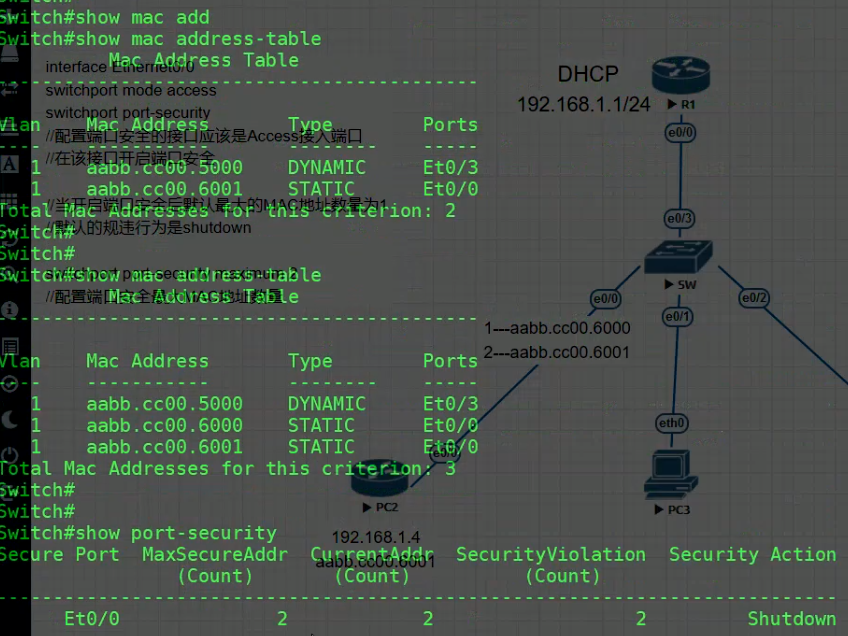 Switch#show mac add
Switch#show mac address-table
Mac Address Table
-------------------------------------------
Vlan Mac Address Type Ports
---- ----------- -------- -----
1 aabb.cc00.5000 DYNAMIC Et0/3
1 aabb.cc00.6001 STATIC Et0/0
Total Mac Addresses for this criterion: 2
Switch#
Switch#
Switch#show mac address-table
Mac Address Table
-------------------------------------------
Vlan Mac Address Type Ports
---- ----------- -------- -----
1 aabb.cc00.5000 DYNAMIC Et0/3
1 aabb.cc00.6000 STATIC Et0/0
1 aabb.cc00.6001 STATIC Et0/0
Total Mac Addresses for this criterion: 3
Switch#
Switch#
Switch#show port-security
Secure Port MaxSecureAddr CurrentAddr SecurityViolation Security Action
(Count) (Count) (Count)
---------------------------------------------------------------------------
Et0/0 2 2 2 Shutdown
interface Ethernet0/0
switchport mode access
switchport port-security
//配置端口安全的接口应该是Access接入端口
//在该接口开启端口安全
//当开启端口安全后默认最大的MAC地址数量为1
//默认的规违行为是shutdown
switchport port-security maximum
//配置端口安全最大MAC地址数量
DHCP
192.168.1.1/24
R1
e0/0
e0/3
SW
e0/0
e0/1
e0/2
1---aabb.cc00.6000
2---aabb.cc00.6001
eth0
e0/0
PC2
PC3
192.168.1.4
aabb.cc00.6001